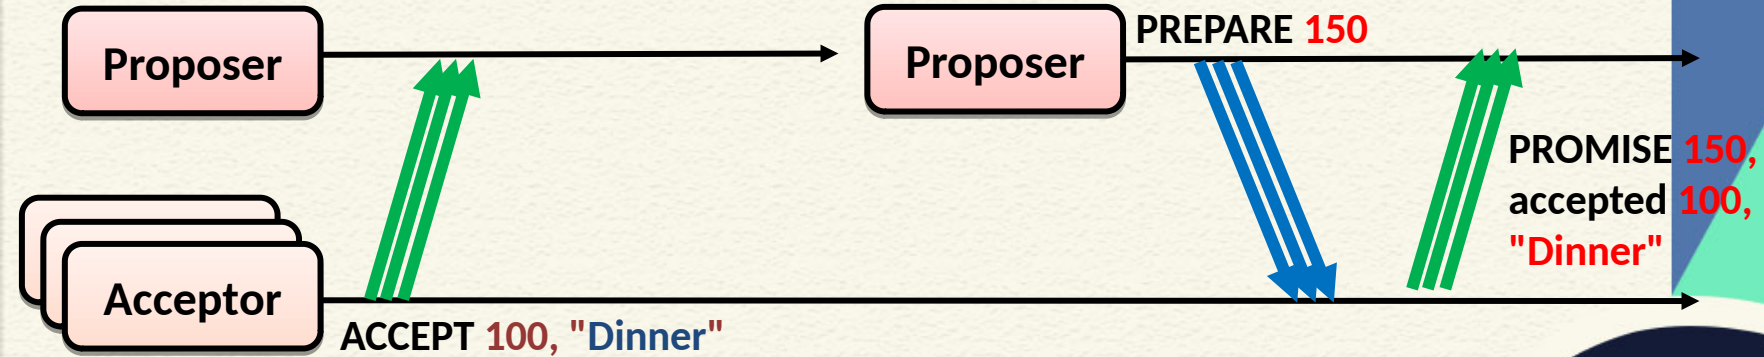 Proposer
Proposer
PREPARE 150
PROMISE 150,
accepted 100,
"Dinner"
Acceptor
ACCEPT 100, "Dinner"